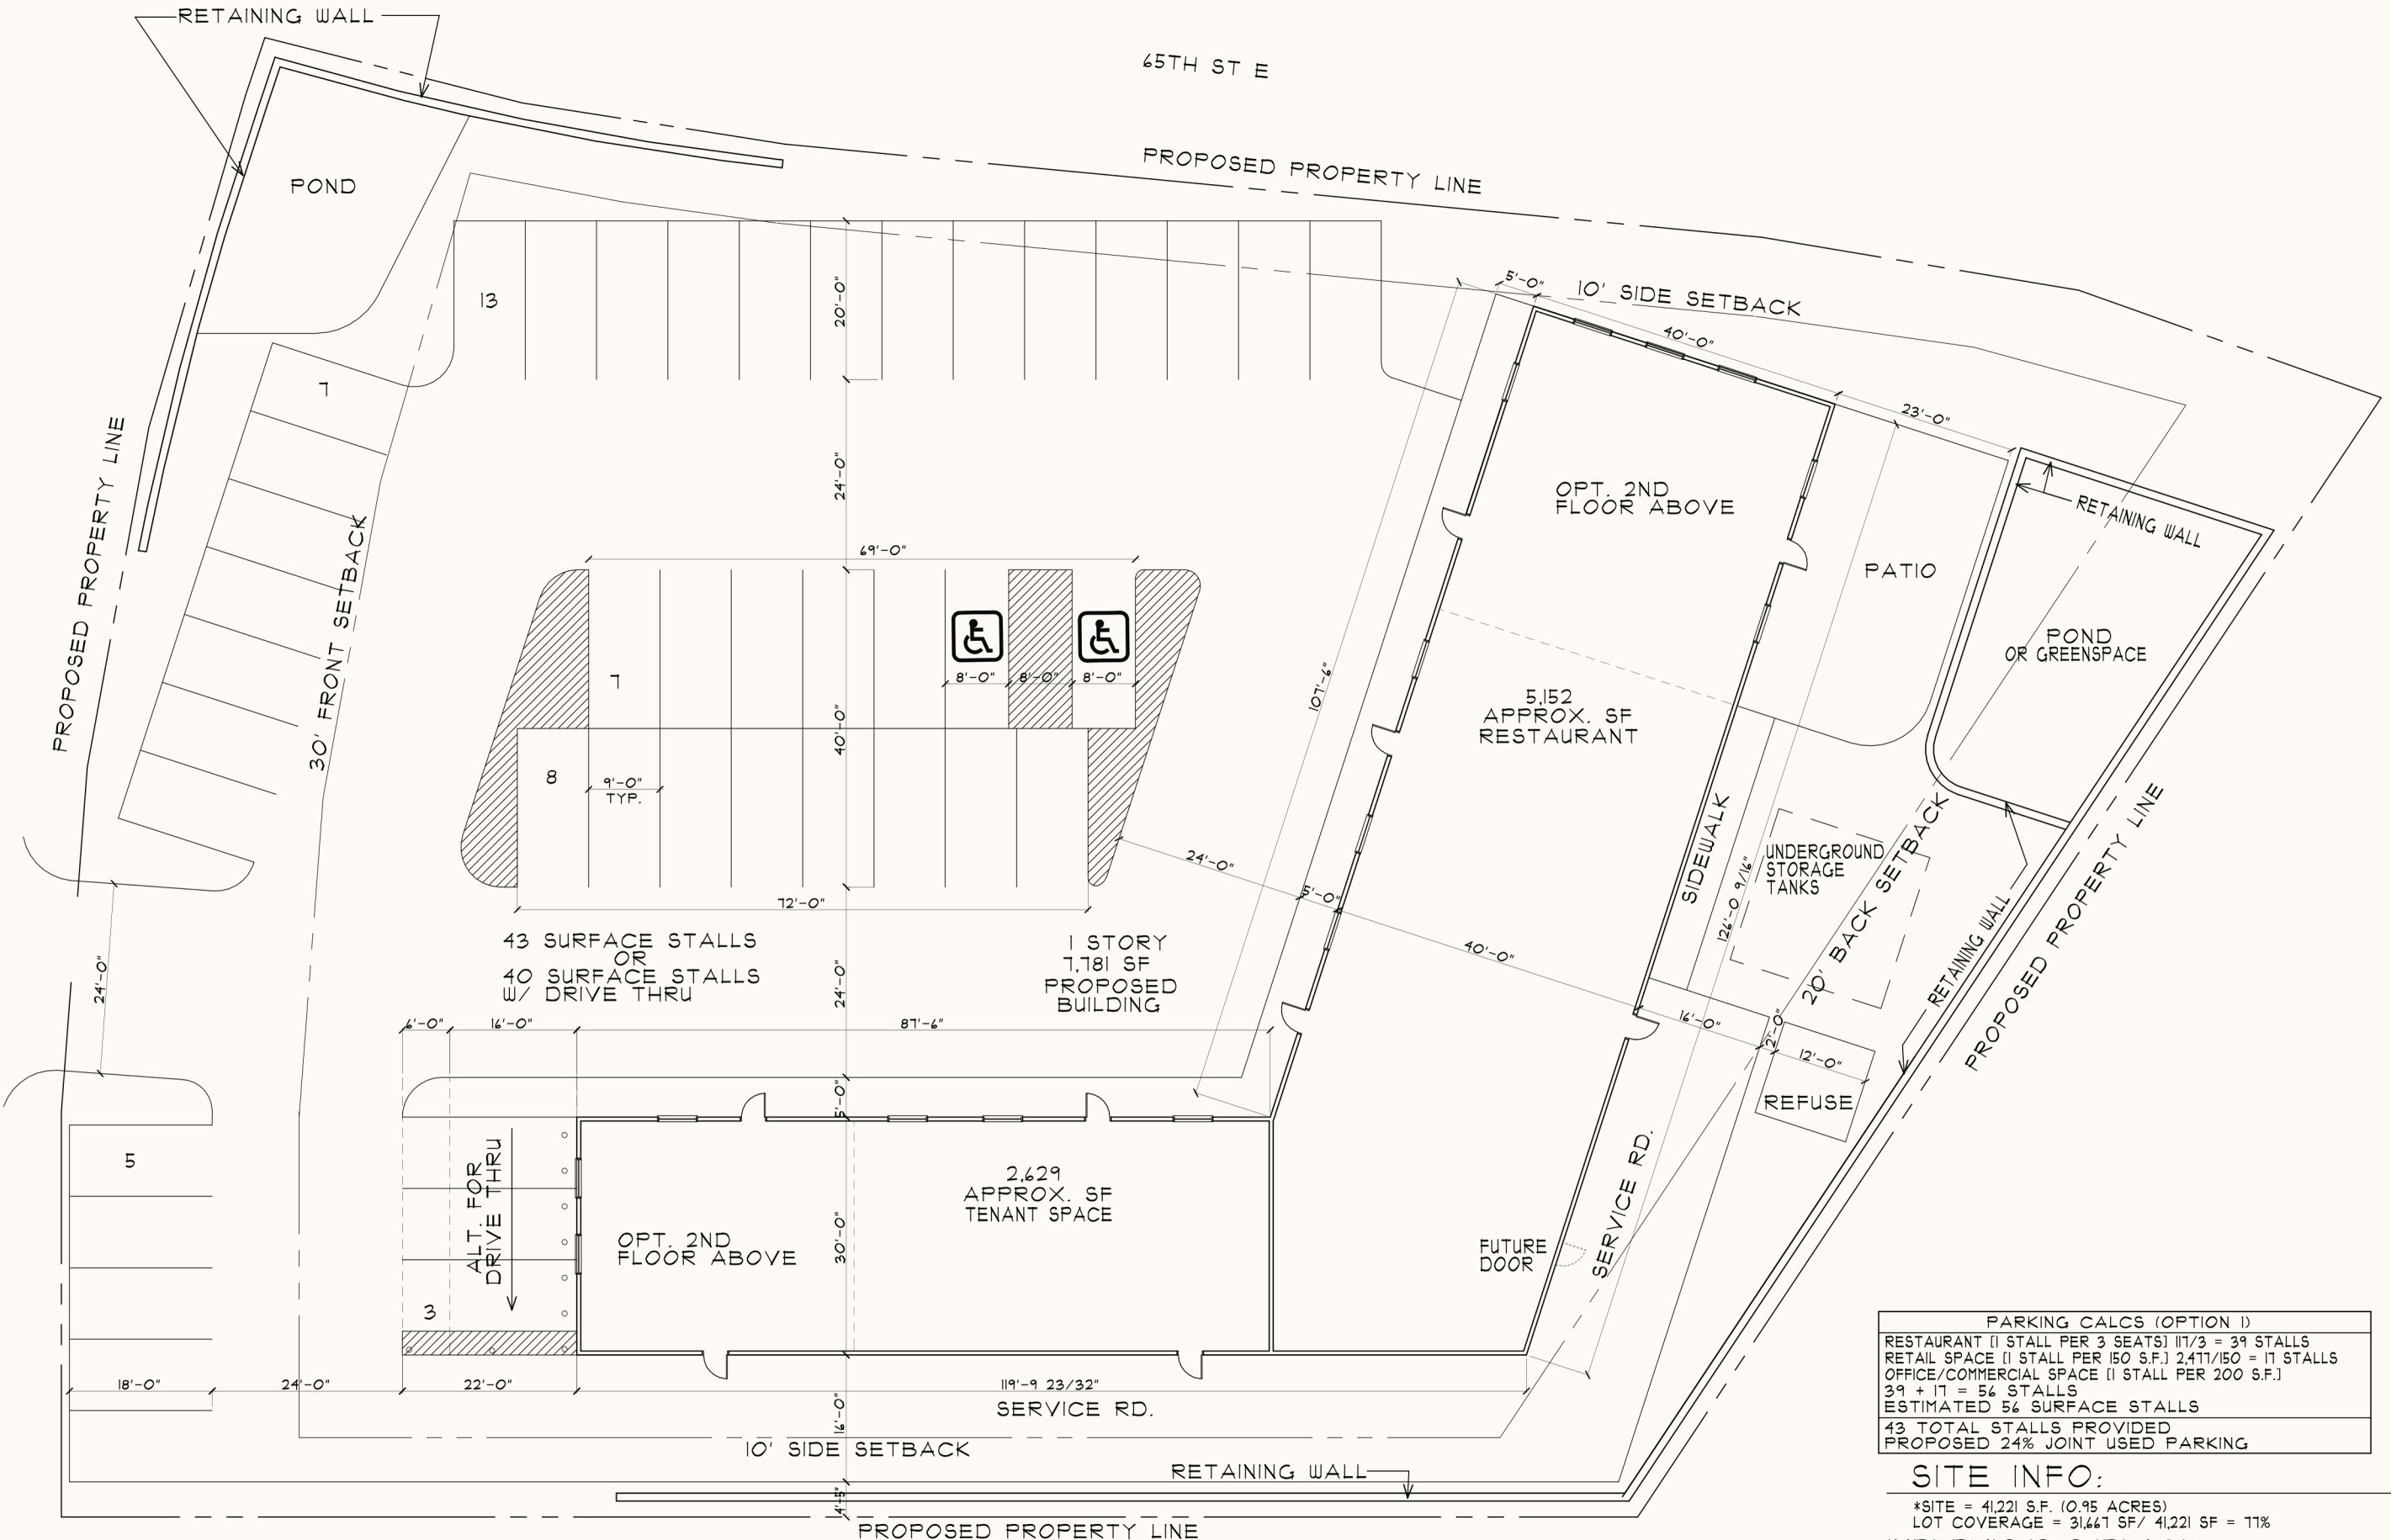 RETAINING WALL
65TH ST E
PROPOSED PROPERTY LINE
POND
13
20'-0"
5'-0"
10' SIDE SETBACK
40'-0"
7
23'-0"
PROPOSED PROPERTY LINE
24'-0"
OPT. 2ND
FLOOR ABOVE
RETAINING WALL
30' FRONT SETBACK
69'-0"
PATIO
POND
OR GREENSPACE
7
8'-0"
8'-0"
8'-0"
107'-6"
5,152
APPROX. SF
RESTAURANT
40'-0"
8
9'-0"
TYP.
SIDEWALK
UNDERGROUND
STORAGE
TANKS
24'-0"
5'-0"
72'-0"
126'-0 9/16"
20' BACK SETBACK
RETAINING WALL
PROPOSED PROPERTY LINE
43 SURFACE STALLS
OR
40 SURFACE STALLS
W/ DRIVE THRU
1 STORY
7,781 SF
PROPOSED
BUILDING
40'-0"
24'-0"
24'-0"
6'-0"
16'-0"
87'-6"
16'-0"
2'-0"
12'-0"
REFUSE
5'-0"
5
ALT. FOR
DRIVE THRU
2,629
APPROX. SF
TENANT SPACE
OPT. 2ND
FLOOR ABOVE
30'-0"
FUTURE
DOOR
SERVICE RD.
3
18'-0"
24'-0"
22'-0"
119'-9 23/32"
SERVICE RD.
16'-0"
10' SIDE SETBACK
RETAINING WALL
4'-5"
PROPOSED PROPERTY LINE
PARKING CALCS (OPTION 1)
RESTAURANT [1 STALL PER 3 SEATS] 117/3 = 39 STALLS
RETAIL SPACE [1 STALL PER 150 S.F.] 2,477/150 = 17 STALLS
OFFICE/COMMERCIAL SPACE [1 STALL PER 200 S.F.]
39 + 17 = 56 STALLS
ESTIMATED 56 SURFACE STALLS
43 TOTAL STALLS PROVIDED
PROPOSED 24% JOINT USED PARKING
SITE INFO:
*SITE = 41,221 S.F. (0.95 ACRES)
LOT COVERAGE = 31,667 SF/ 41,221 SF = 77%